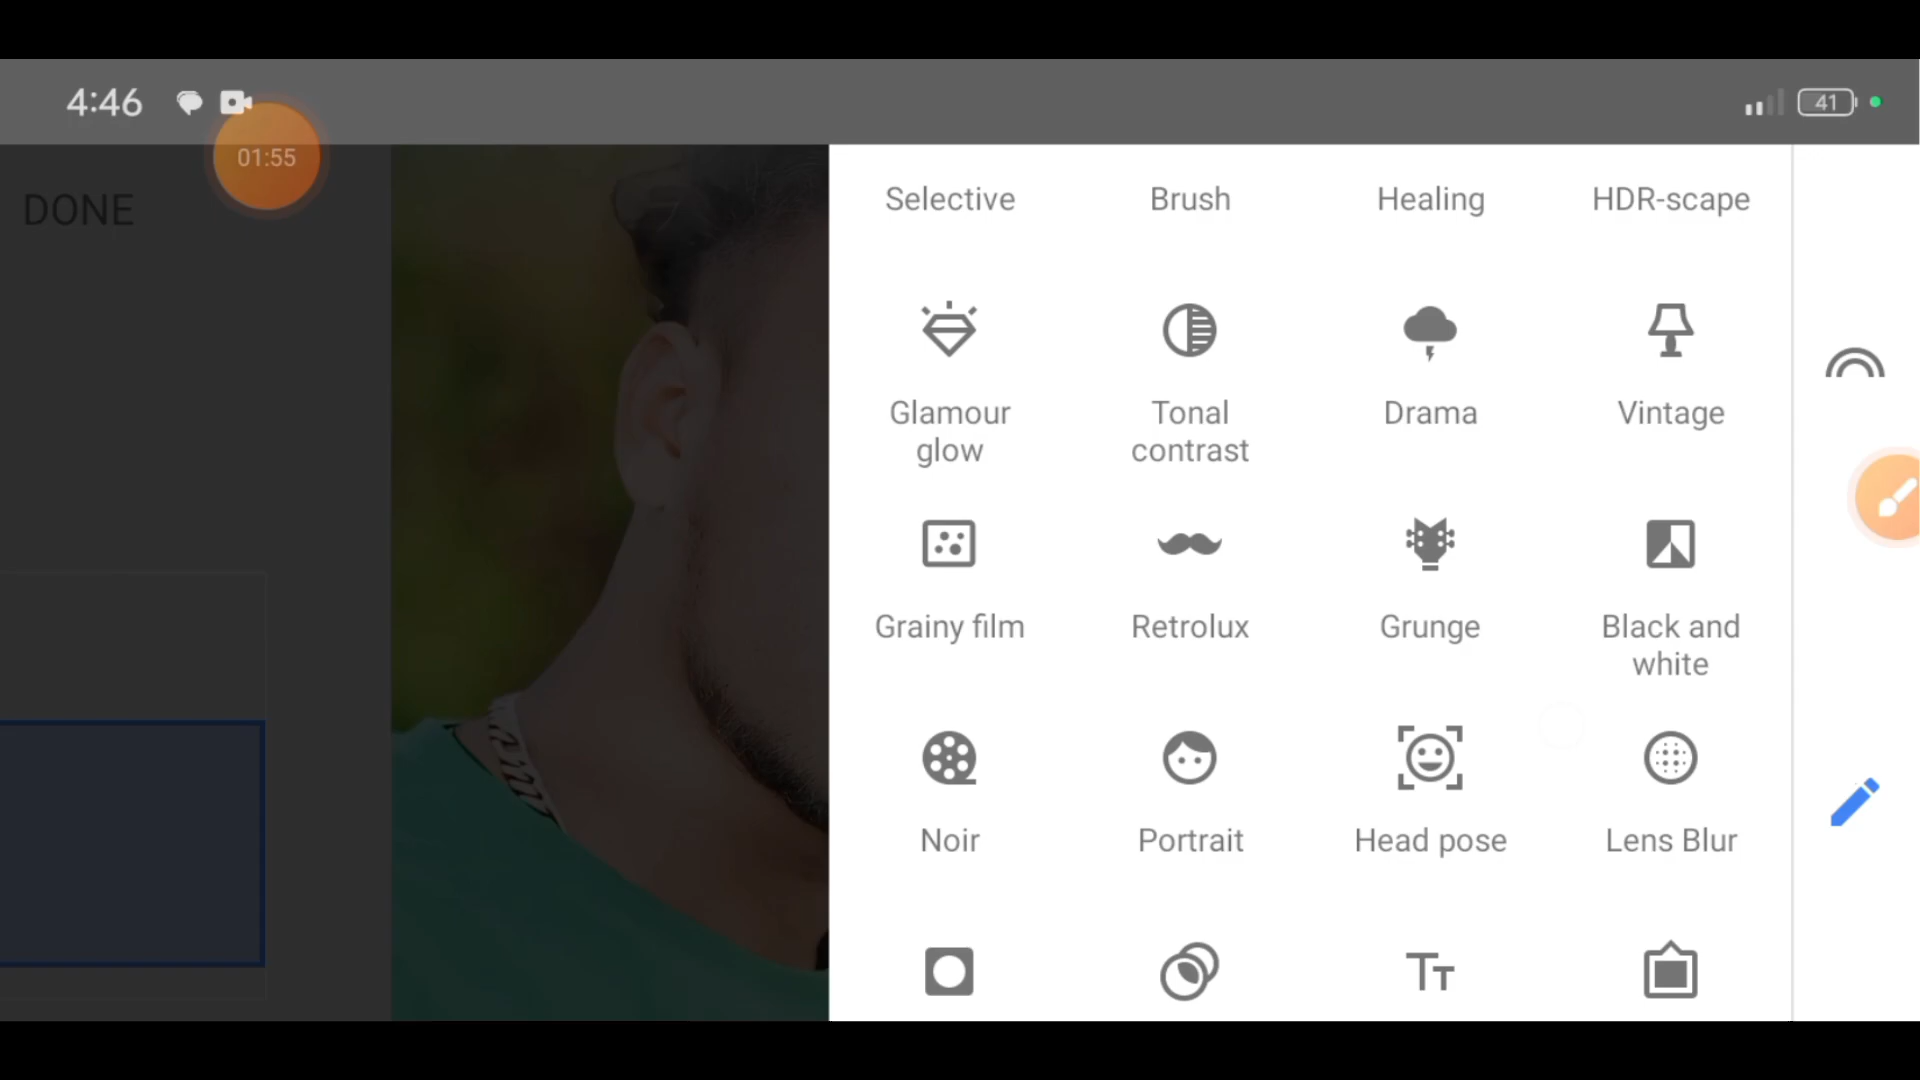 4:46
41
01:55
DONE
Selective Brush Healing HDR-scape
Glamour glow
Tonal contrast
Drama
Vintage
Grainy film
Retrolux
Grunge
Black and white
Noir
Portrait
Head pose
Lens Blur
Tт